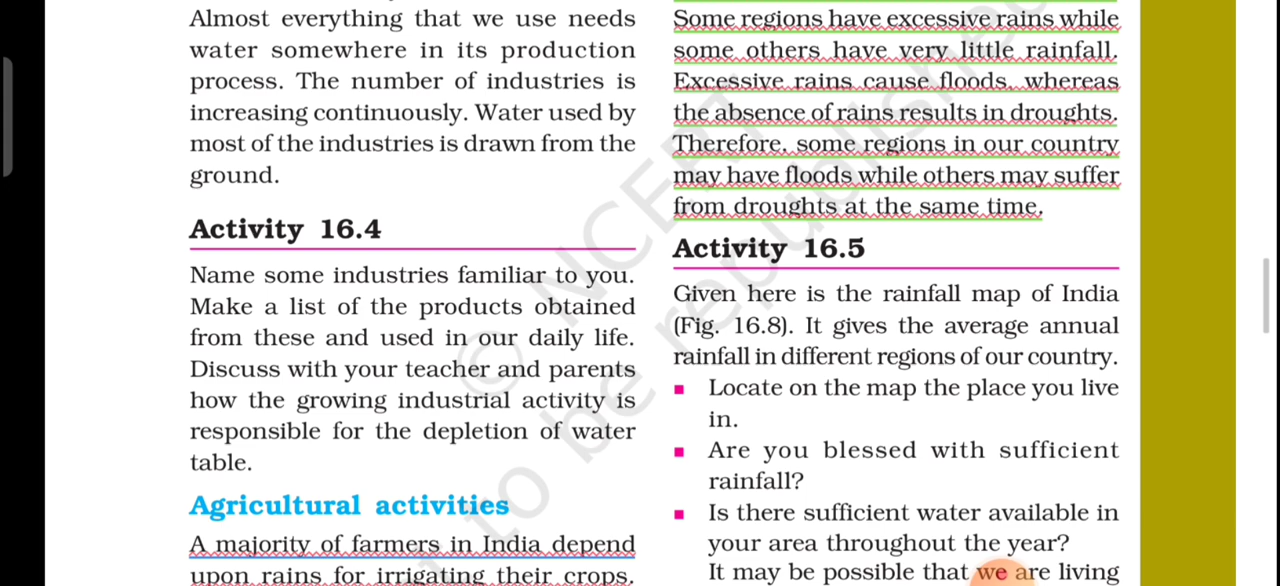 Almost everything that we use needs
water somewhere in its production
process. The number of industries is
increasing continuously. Water used by
most of the industries is drawn from the
ground.
Activity 16.4
Name some industries familiar to you.
Make a list of the products obtained
from these and used in our daily life.
Discuss with your teacher and parents
how the growing industrial activity is
responsible for the depletion of water
table.
Agricultural activities
A majority of farmers in India depend
upon rains for irrigating their crops.
Some regions have excessive rains while
some others have very little rainfall.
Excessive rains cause floods, whereas
the absence of rains results in droughts.
Therefore, some regions in our country
may have floods while others may suffer
from droughts at the same time.
Activity 16.5
Given here is the rainfall map of India
(Fig. 16.8). It gives the average annual
rainfall in different regions of our country.
Locate on the map the place you live
in.
Are you blessed with sufficient
rainfall?
Is there sufficient water available in
your area throughout the year?
It may be possible that we are living
© NCERT
to be republished